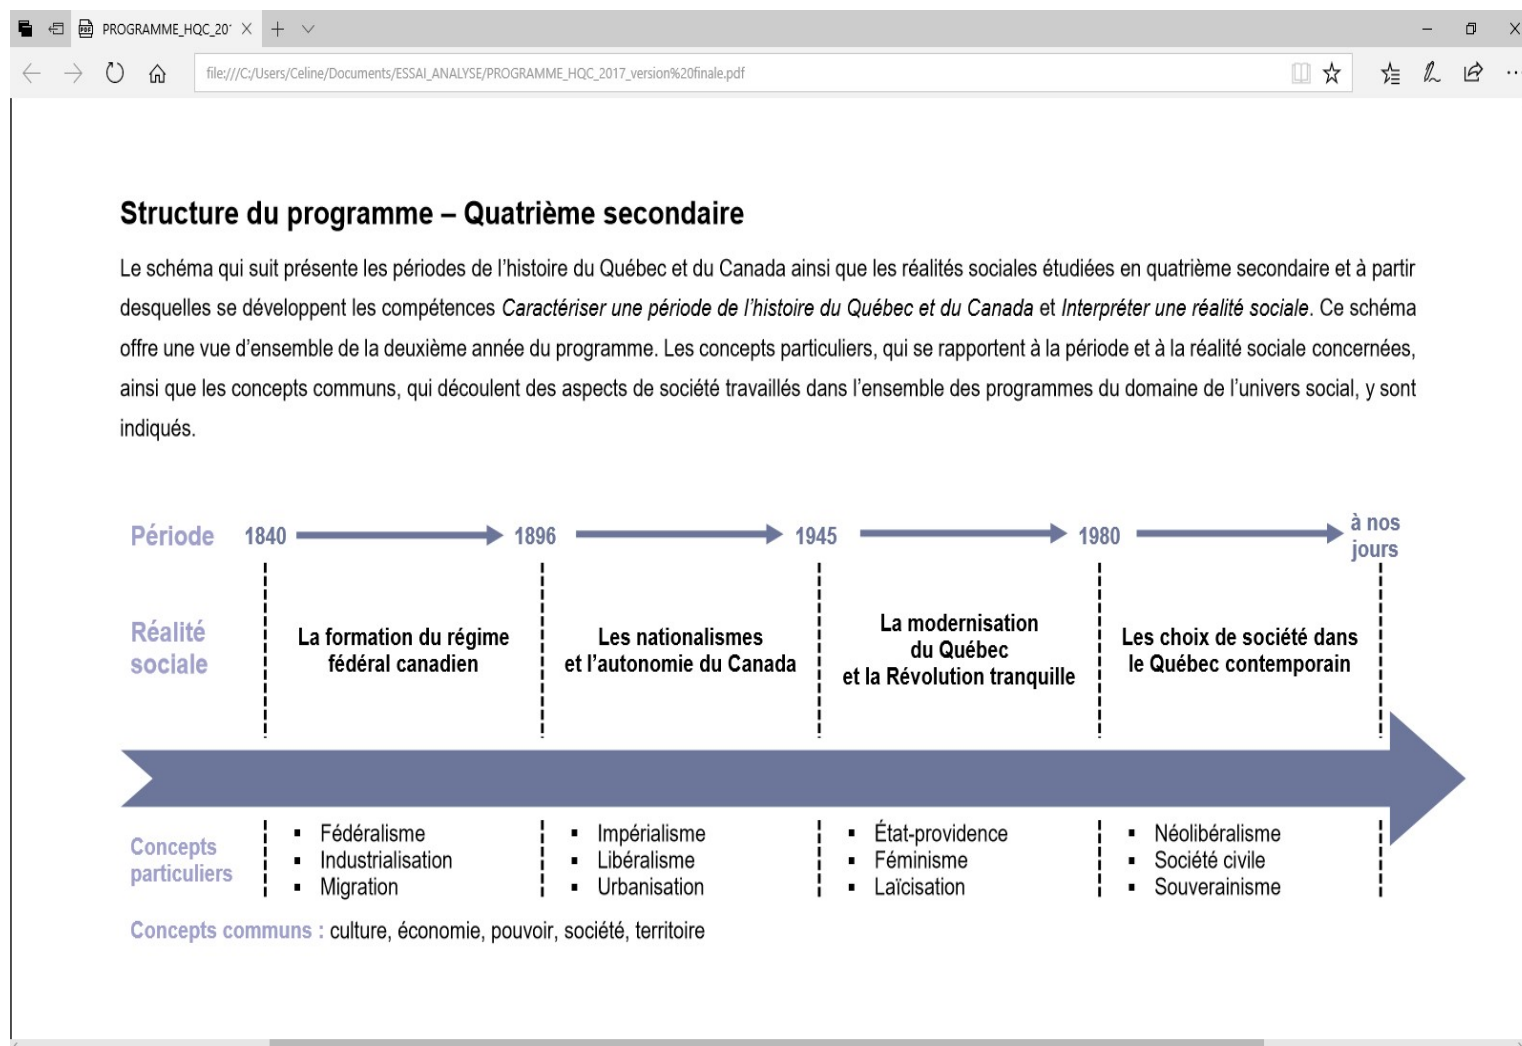 PROGRAMME_HQC_20
file:///C:/Users/Celine/Documents/ESSAI_ANALYSE/PROGRAMME_HQC_2017_version%20finale.pdf
Structure du programme – Quatrième secondaire
Le schéma qui suit présente les périodes de l'histoire du Québec et du Canada ainsi que les réalités sociales étudiées en quatrième secondaire et à partir
desquelles se développent les compétences Caractériser une période de l'histoire du Québec et du Canada et Interpréter une réalité sociale. Ce schéma
offre une vue d'ensemble de la deuxième année du programme. Les concepts particuliers, qui se rapportent à la période et à la réalité sociale concernées,
ainsi que les concepts communs, qui découlent des aspects de société travaillés dans l'ensemble des programmes du domaine de l'univers social, y sont
indiqués.
Période 1840 1896 1945 1980 à nos
jours
Réalité
sociale
La formation du régime
fédéral canadien
Les nationalismes
et l'autonomie du Canada
La modernisation
du Québec
et la Révolution tranquille
Les choix de société dans
le Québec contemporain
Concepts
particuliers
▪ Fédéralisme
▪ Industrialisation
▪ Migration
▪ Impérialisme
▪ Libéralisme
▪ Urbanisation
▪ État-providence
▪ Féminisme
▪ Laïcisation
▪ Néolibéralisme
▪ Société civile
▪ Souverainisme
Concepts communs : culture, économie, pouvoir, société, territoire